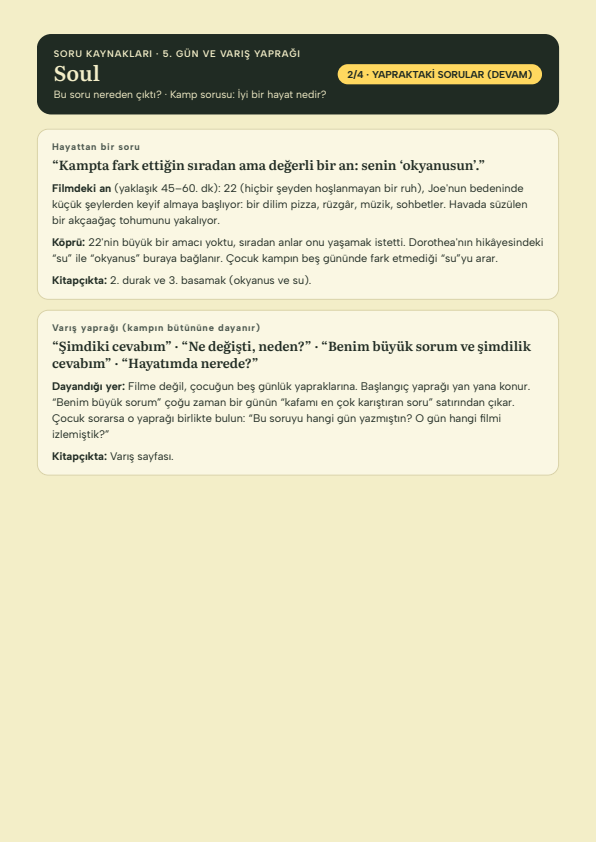 SORU KAYNAKLARI · 5. GÜN VE VARIŞ YAPRAĞI
Soul
2/4 · YAPRAKTAKİ SORULAR (DEVAM)
Bu soru nereden çıktı? · Kamp sorusu: İyi bir hayat nedir?
Hayattan bir soru
“Kampta fark ettiğin sıradan ama değerli bir an: senin ‘okyanusun’.”
Filmdeki an (yaklaşık 45–60. dk): 22 (hiçbir şeyden hoşlanmayan bir ruh), Joe'nun bedeninde
küçük şeylerden keyif almaya başlıyor: bir dilim pizza, rüzgâr, müzik, sohbetler. Havada süzülen
bir akçaağaç tohumunu yakalıyor.
Köprü: 22'nin büyük bir amacı yoktu, sıradan anlar onu yaşamak istetti. Dorothea'nın hikâyesindeki
“su” ile “okyanus” buraya bağlanır. Çocuk kampın beş gününde fark etmediği “su”yu arar.
Kitapçıkta: 2. durak ve 3. basamak (okyanus ve su).
Varış yaprağı (kampın bütününe dayanır)
“Şimdiki cevabım” · “Ne değişti, neden?” · “Benim büyük sorum ve şimdilik
cevabım” · “Hayatımda nerede?”
Dayandığı yer: Filme değil, çocuğun beş günlük yapraklarına. Başlangıç yaprağı yan yana konur.
“Benim büyük sorum” çoğu zaman bir günün “kafamı en çok karıştıran soru” satırından çıkar.
Çocuk sorarsa o yaprağı birlikte bulun: “Bu soruyu hangi gün yazmıştın? O gün hangi filmi
izlemiştik?”
Kitapçıkta: Varış sayfası.